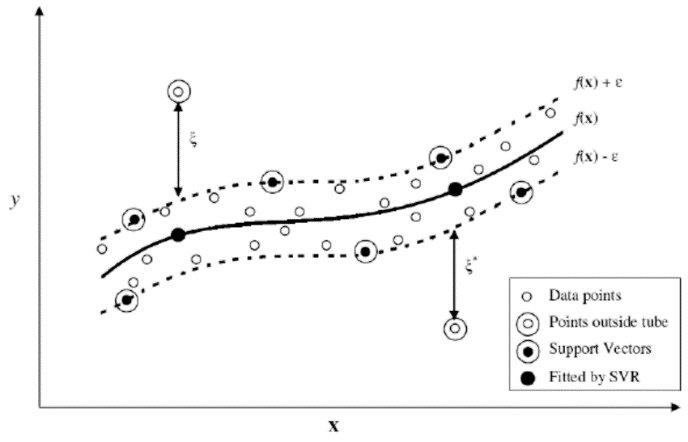 f(x) + ε
f(x)
f(x) - ε
ξ
y
ξ*
Data points
Points outside tube
Support Vectors
Fitted by SVR
x